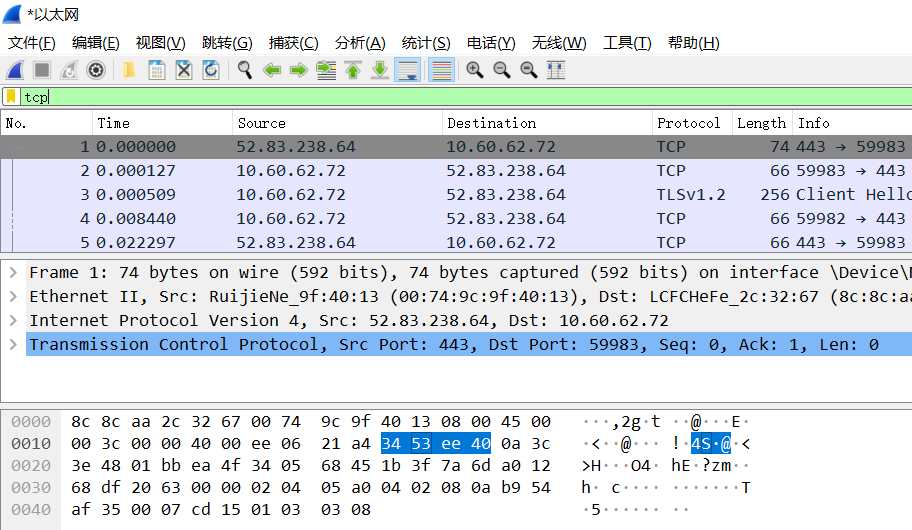 *以太网
文件(F) 编辑(E) 视图(V) 跳转(G) 捕获(C) 分析(A) 统计(S) 电话(Y) 无线(W) 工具(T) 帮助(H)
tcp
No. Time Source Destination Protocol Length Info
1 0.000000 52.83.238.64 10.60.62.72 TCP 74 443 → 59983
2 0.000127 10.60.62.72 52.83.238.64 TCP 66 59983 → 443
3 0.000509 10.60.62.72 52.83.238.64 TLSv1.2 256 Client Hello
4 0.008440 10.60.62.72 52.83.238.64 TCP 66 59982 → 443
5 0.022297 52.83.238.64 10.60.62.72 TCP 66 443 → 59983
Frame 1: 74 bytes on wire (592 bits), 74 bytes captured (592 bits) on interface \Device\
Ethernet II, Src: RuijieNe_9f:40:13 (00:74:9c:9f:40:13), Dst: LCFCHeFe_2c:32:67 (8c:8c:aa
Internet Protocol Version 4, Src: 52.83.238.64, Dst: 10.60.62.72
Transmission Control Protocol, Src Port: 443, Dst Port: 59983, Seq: 0, Ack: 1, Len: 0
0000 8c 8c aa 2c 32 67 00 74 9c 9f 40 13 08 00 45 00 ···,2g·t ··@···E·
0010 00 3c 00 00 40 00 ee 06 21 a4 34 53 ee 40 0a 3c ·<··@··· !·4S·@·<
0020 3e 48 01 bb ea 4f 34 05 68 45 1b 3f 7a 6d a0 12 >H···O4· hE·?zm··
0030 68 df 20 63 00 00 02 04 05 a0 04 02 08 0a b9 54 h· c···· ·······T
0040 af 35 00 07 cd 15 01 03 03 08 ·5······ ··